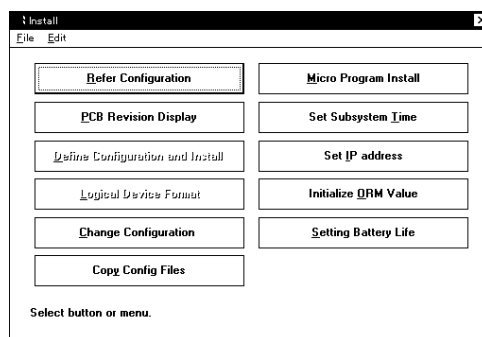 Install
File Edit
Refer Configuration
Micro Program Install
PCB Revision Display
Set Subsystem Time
Define Configuration and Install
Set IP address
Logical Device Format
Initialize ORM Value
Change Configuration
Setting Battery Life
Copy Config Files
Select button or menu.